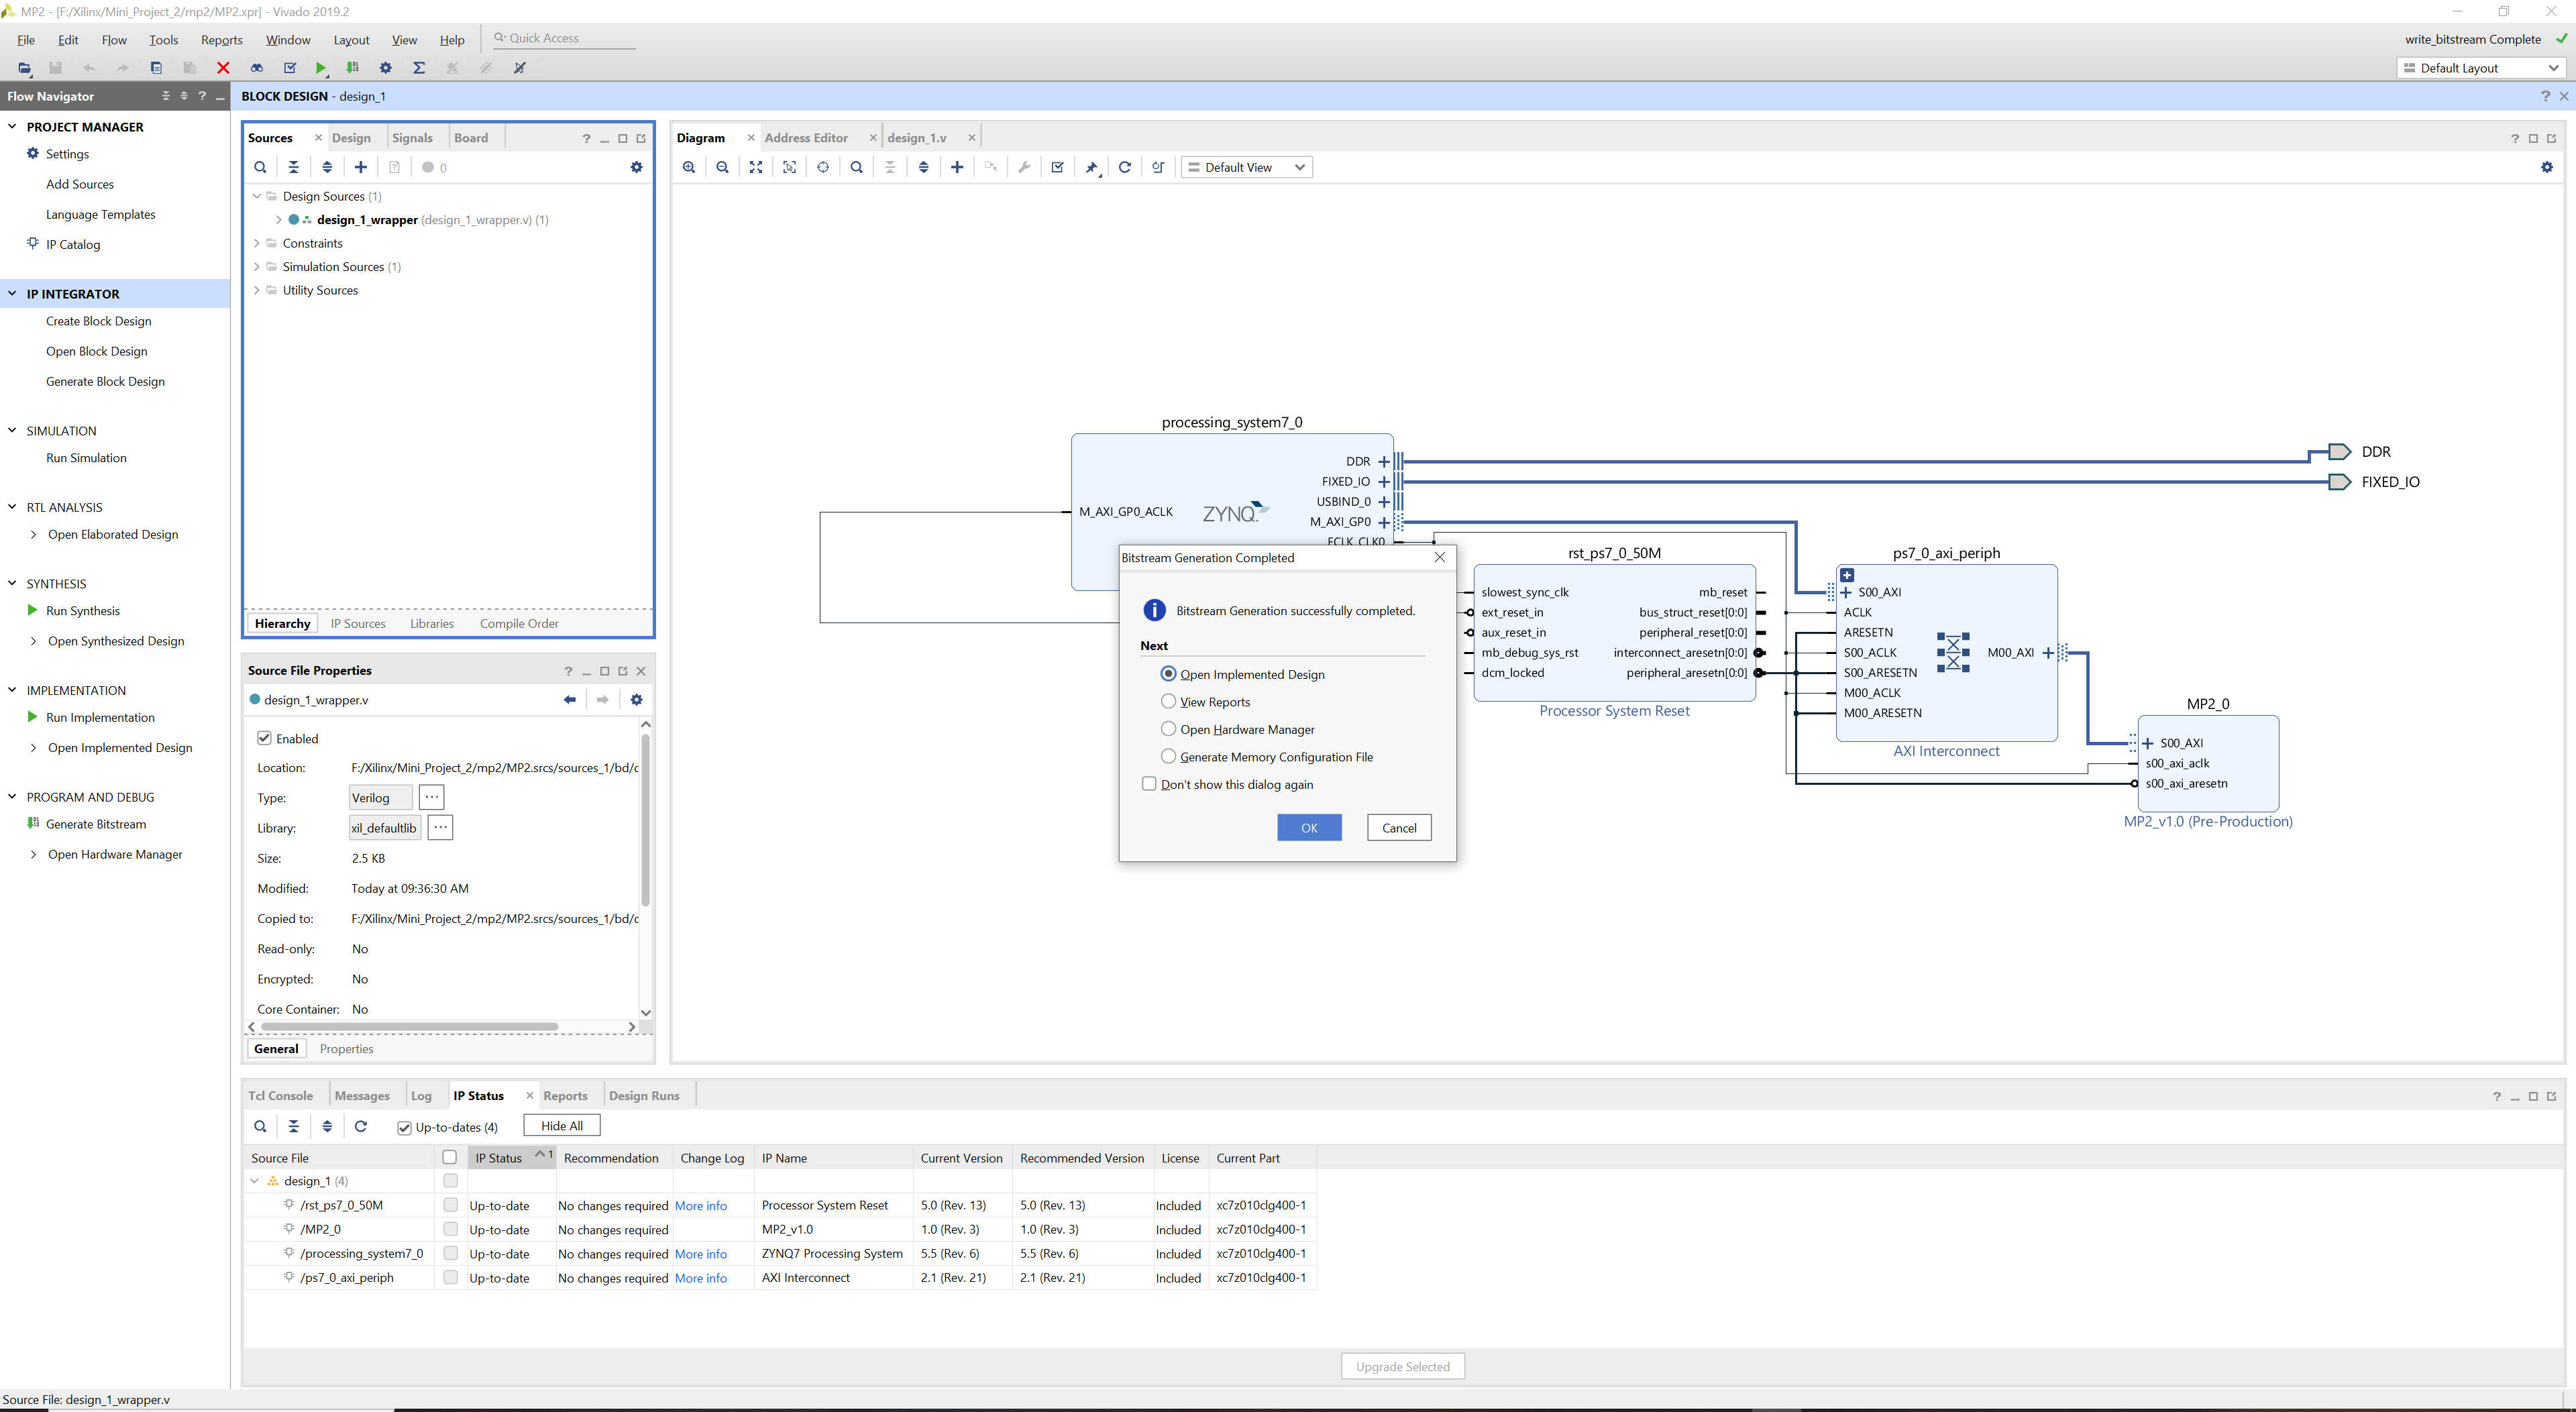 MP2 - [F:/Xilinx/Mini_Project_2/mp2/MP2.xpr] - Vivado 2019.2
File Edit Flow Tools Reports Window Layout View Help Quick Access
write_bitstream Complete
Default Layout
Flow Navigator
PROJECT MANAGER
Settings
Add Sources
Language Templates
IP Catalog
IP INTEGRATOR
Create Block Design
Open Block Design
Generate Block Design
SIMULATION
Run Simulation
RTL ANALYSIS
Open Elaborated Design
SYNTHESIS
Run Synthesis
Open Synthesized Design
IMPLEMENTATION
Run Implementation
Open Implemented Design
PROGRAM AND DEBUG
Generate Bitstream
Open Hardware Manager
BLOCK DESIGN - design_1
Sources Design Signals Board
0
Design Sources (1)
design_1_wrapper (design_1_wrapper.v) (1)
Constraints
Simulation Sources (1)
Utility Sources
Hierarchy IP Sources Libraries Compile Order
Source File Properties
design_1_wrapper.v
Enabled
Location: F:/Xilinx/Mini_Project_2/mp2/MP2.srcs/sources_1/bd/c
Type: Verilog ...
Library: xil_defaultlib ...
Size: 2.5 KB
Modified: Today at 09:36:30 AM
Copied to: F:/Xilinx/Mini_Project_2/mp2/MP2.srcs/sources_1/bd/c
Read-only: No
Encrypted: No
Core Container: No
General Properties
Diagram Address Editor design_1.v
Default View
processing_system7_0
DDR
FIXED_IO
USBIND_0
M_AXI_GP0
FCLK_CLK0
M_AXI_GP0_ACLK
ZYNQ
DDR
FIXED_IO
rst_ps7_0_50M
slowest_sync_clk
ext_reset_in
aux_reset_in
mb_debug_sys_rst
dcm_locked
mb_reset
bus_struct_reset[0:0]
peripheral_reset[0:0]
interconnect_aresetn[0:0]
peripheral_aresetn[0:0]
Processor System Reset
ps7_0_axi_periph
S00_AXI
ACLK
ARESETN
S00_ACLK
S00_ARESETN
M00_ACLK
M00_ARESETN
M00_AXI
AXI Interconnect
MP2_0
S00_AXI
s00_axi_aclk
s00_axi_aresetn
MP2_v1.0 (Pre-Production)
Bitstream Generation Completed
Bitstream Generation successfully completed.
Next
Open Implemented Design
View Reports
Open Hardware Manager
Generate Memory Configuration File
Don't show this dialog again
OK Cancel
Tcl Console Messages Log IP Status Reports Design Runs
Up-to-dates (4) Hide All
Source File IP Status 1 Recommendation Change Log IP Name Current Version Recommended Version License Current Part
design_1 (4)
/rst_ps7_0_50M Up-to-date No changes required More info Processor System Reset 5.0 (Rev. 13) 5.0 (Rev. 13) Included xc7z010clg400-1
/MP2_0 Up-to-date No changes required MP2_v1.0 1.0 (Rev. 3) 1.0 (Rev. 3) Included xc7z010clg400-1
/processing_system7_0 Up-to-date No changes required More info ZYNQ7 Processing System 5.5 (Rev. 6) 5.5 (Rev. 6) Included xc7z010clg400-1
/ps7_0_axi_periph Up-to-date No changes required More info AXI Interconnect 2.1 (Rev. 21) 2.1 (Rev. 21) Included xc7z010clg400-1
Upgrade Selected
Source File: design_1_wrapper.v